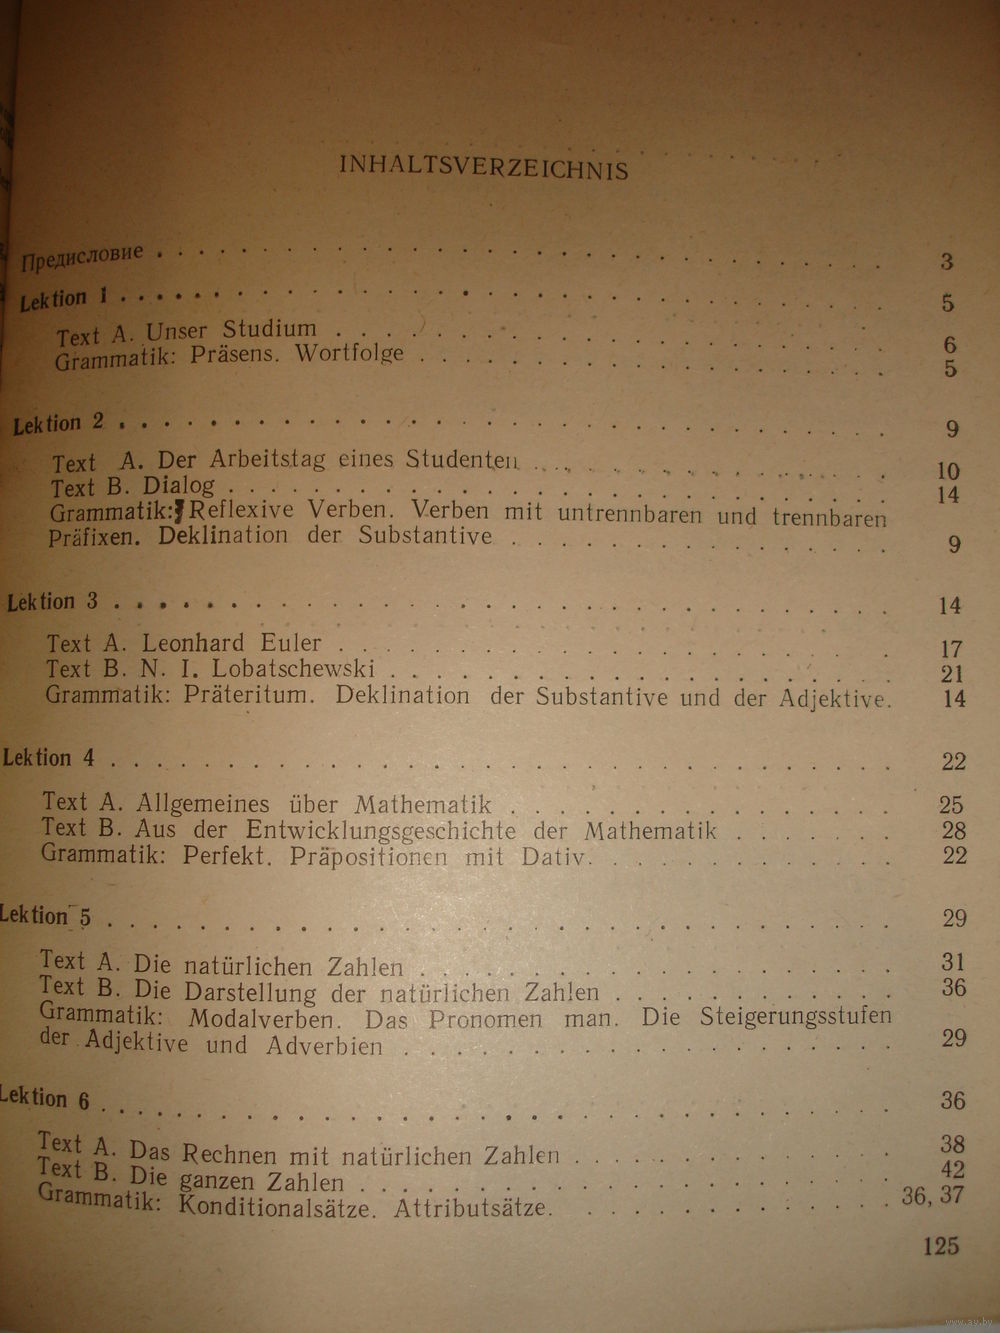 INHALTSVERZEICHNIS
Предисловие . . . . . . . . . . . . . . . . . . . . . . . . . . . . 3
Lektion 1 . . . . . . . . . . . . . . . . . . . . . . . . . . . . . 5
Text A. Unser Studium . . . . . . . . . . . . . . . . . . . . . 6
Grammatik: Präsens. Wortfolge . . . . . . . . . . . . . . . . . 5
Lektion 2 . . . . . . . . . . . . . . . . . . . . . . . . . . . . . 9
Text A. Der Arbeitstag eines Studenten . . . . . . . . . . . . . 10
Text B. Dialog . . . . . . . . . . . . . . . . . . . . . . . . . 14
Grammatik: Reflexive Verben. Verben mit untrennbaren und trennbaren
Präfixen. Deklination der Substantive . . . . . . . . . . . . . . 9
Lektion 3 . . . . . . . . . . . . . . . . . . . . . . . . . . . . . 14
Text A. Leonhard Euler . . . . . . . . . . . . . . . . . . . . . 17
Text B. N. I. Lobatschewski . . . . . . . . . . . . . . . . . . . 21
Grammatik: Präteritum. Deklination der Substantive und der Adjektive. 14
Lektion 4 . . . . . . . . . . . . . . . . . . . . . . . . . . . . . 22
Text A. Allgemeines über Mathematik . . . . . . . . . . . . . . . 25
Text B. Aus der Entwicklungsgeschichte der Mathematik . . . . . . . 28
Grammatik: Perfekt. Präpositionen mit Dativ. . . . . . . . . . . . 22
Lektion 5 . . . . . . . . . . . . . . . . . . . . . . . . . . . . . 29
Text A. Die natürlichen Zahlen . . . . . . . . . . . . . . . . . . 31
Text B. Die Darstellung der natürlichen Zahlen . . . . . . . . . . 36
Grammatik: Modalverben. Das Pronomen man. Die Steigerungsstufen
der Adjektive und Adverbien . . . . . . . . . . . . . . . . . . . 29
Lektion 6 . . . . . . . . . . . . . . . . . . . . . . . . . . . . . 36
Text A. Das Rechnen mit natürlichen Zahlen . . . . . . . . . . . . 38
Text B. Die ganzen Zahlen . . . . . . . . . . . . . . . . . . . . 42
Grammatik: Konditionalsätze. Attributsätze. . . . . . . . . . . . 36, 37
125
www.ay.by